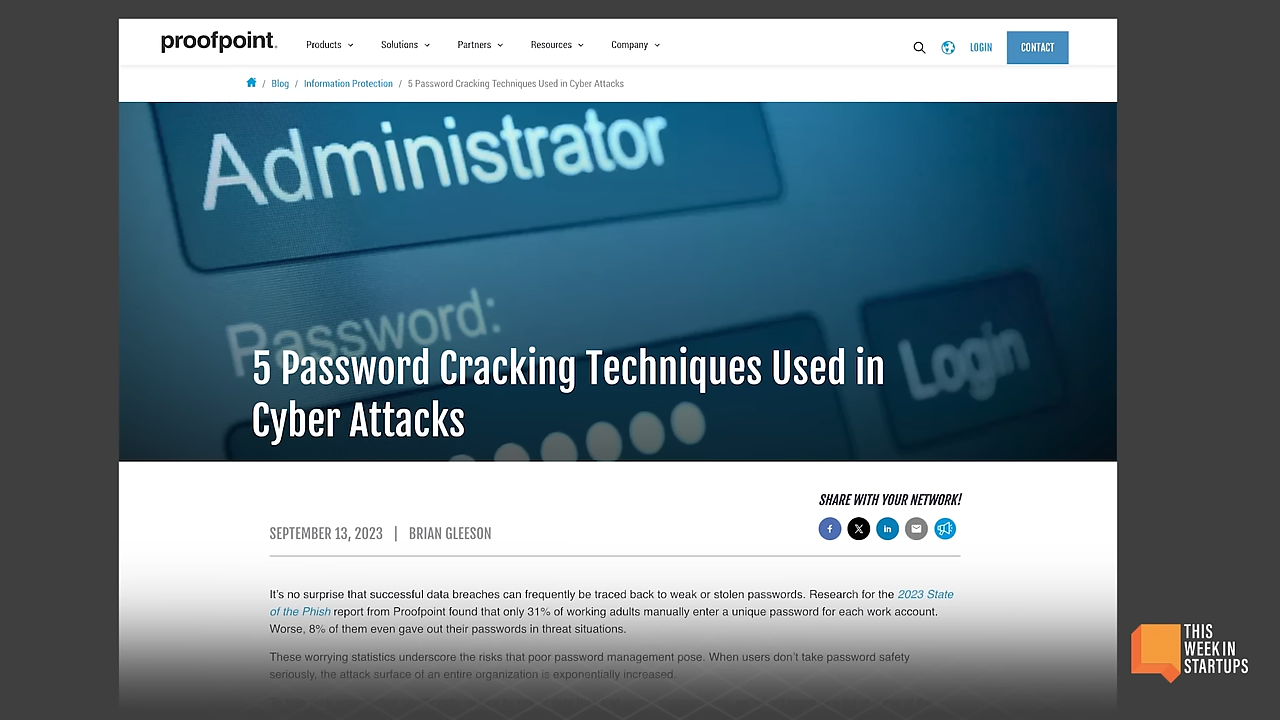 proofpoint.
Products
Solutions
Partners
Resources
Company
LOGIN
CONTACT
/ Blog / Information Protection / 5 Password Cracking Techniques Used in Cyber Attacks
Administrator
Password:
Login
5 Password Cracking Techniques Used in
Cyber Attacks
SHARE WITH YOUR NETWORK!
SEPTEMBER 13, 2023 | BRIAN GLEESON
It's no surprise that successful data breaches can frequently be traced back to weak or stolen passwords. Research for the 2023 State
of the Phish report from Proofpoint found that only 31% of working adults manually enter a unique password for each work account.
Worse, 8% of them even gave out their passwords in threat situations.
These worrying statistics underscore the risks that poor password management pose. When users don't take password safety
seriously, the attack surface of an entire organization is exponentially increased.
THIS
WEEK IN
STARTUPS